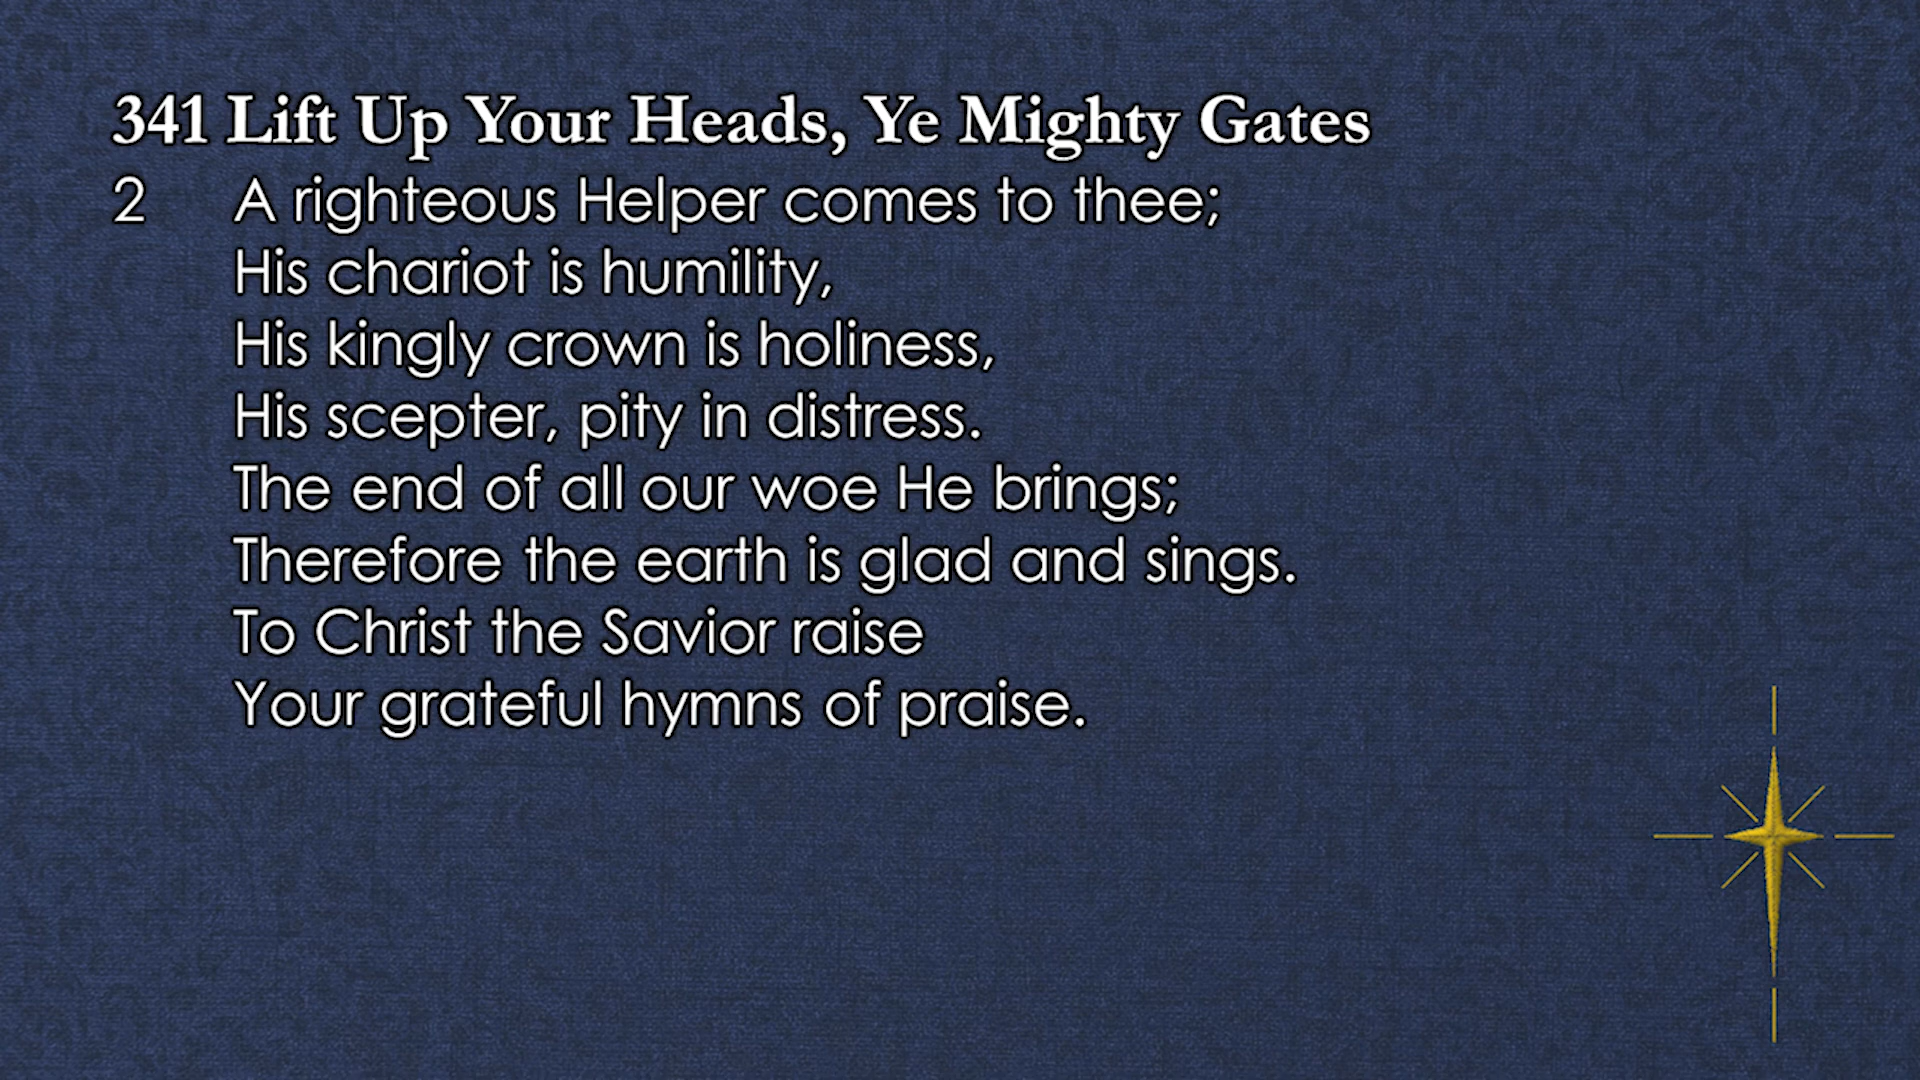 341 Lift Up Your Heads, Ye Mighty Gates
2 A righteous Helper comes to thee;
His chariot is humility,
His kingly crown is holiness,
His scepter, pity in distress.
The end of all our woe He brings;
Therefore the earth is glad and sings.
To Christ the Savior raise
Your grateful hymns of praise.